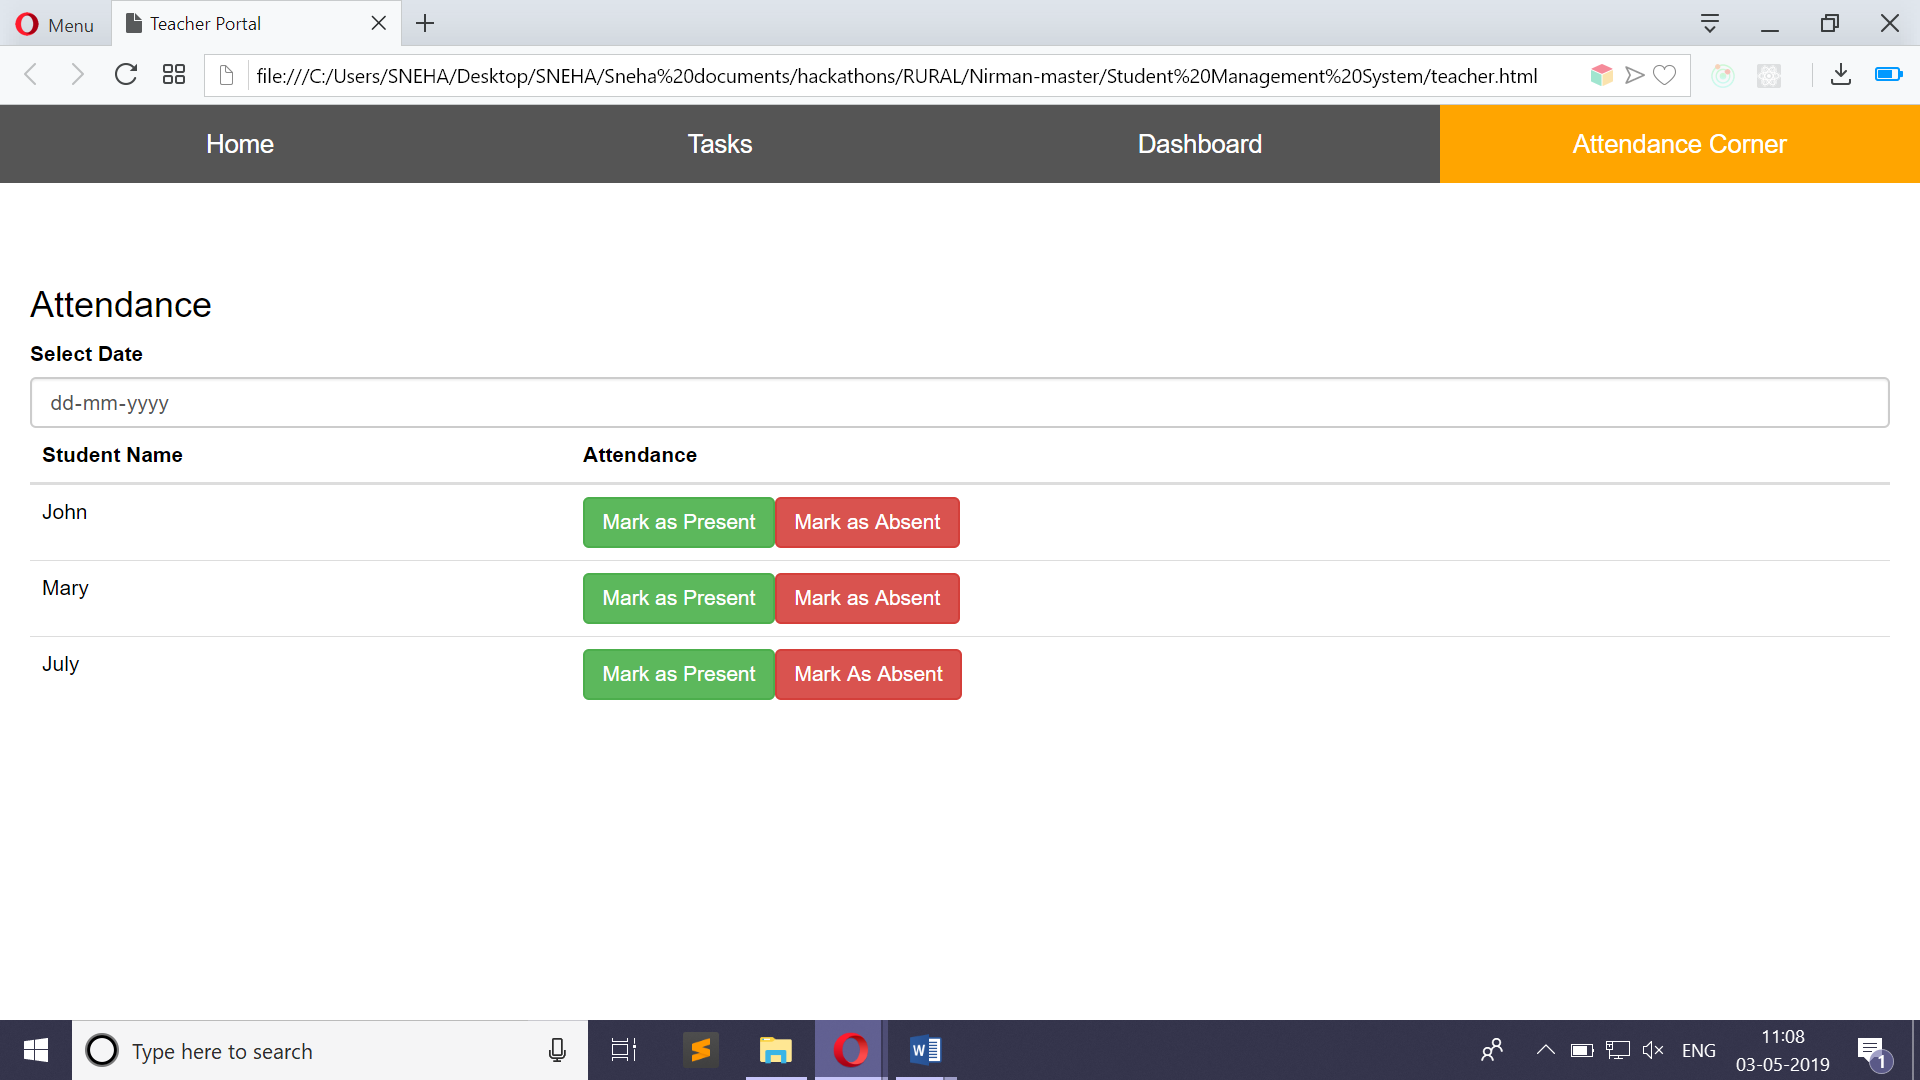 Menu
Teacher Portal
file:///C:/Users/SNEHA/Desktop/SNEHA/Sneha%20documents/hackathons/RURAL/Nirman-master/Student%20Management%20System/teacher.html
Home Tasks Dashboard Attendance Corner
Attendance
Select Date
dd-mm-yyyy
Student Name Attendance
John Mark as Present Mark as Absent
Mary Mark as Present Mark as Absent
July Mark as Present Mark As Absent
Type here to search
W
ENG
11:08
03-05-2019
1